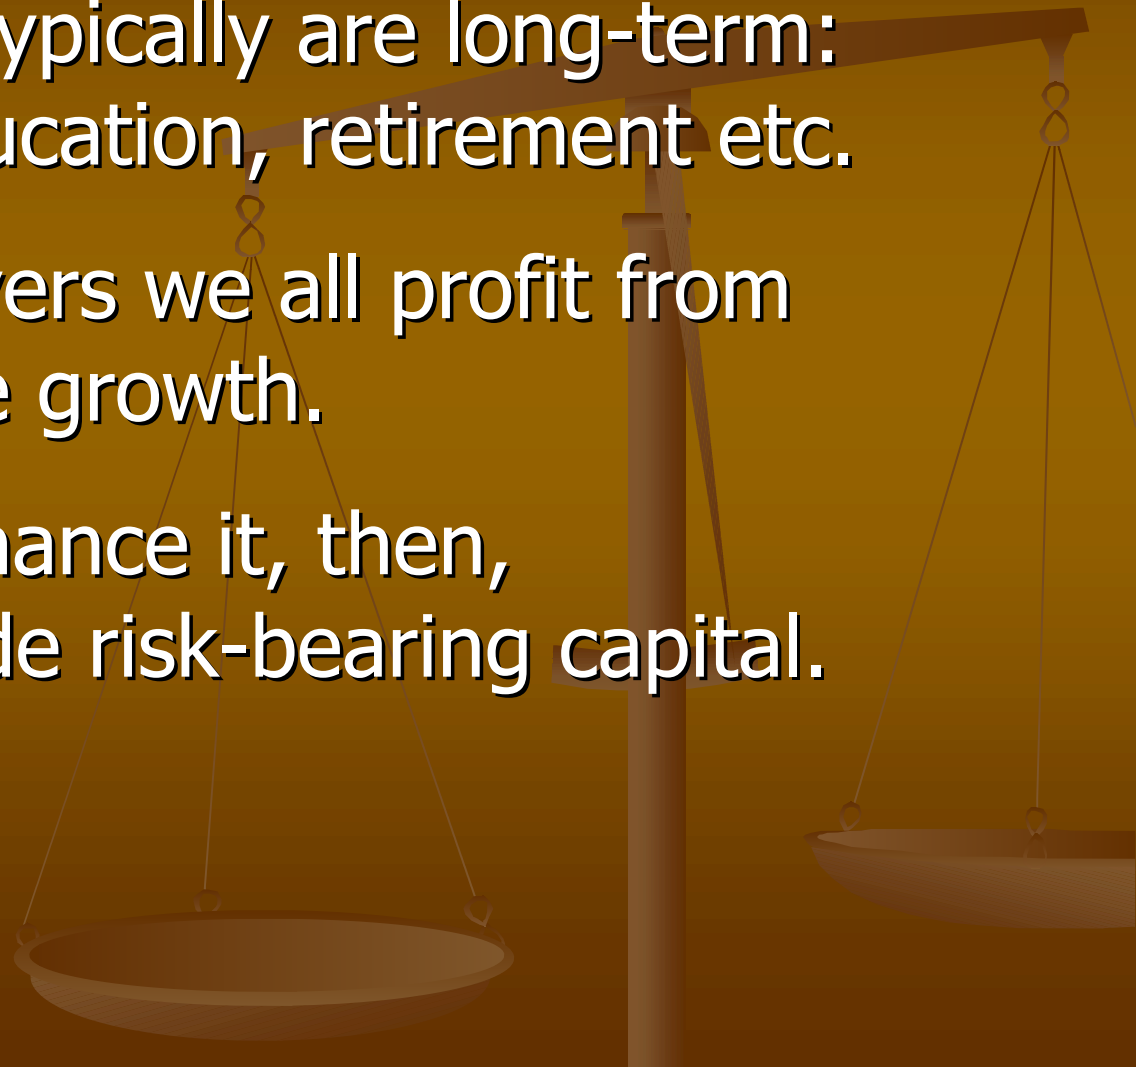 ypically are long-term:
ucation, retirement etc.
vers we all profit from
e growth.
nance it, then,
de risk-bearing capital.